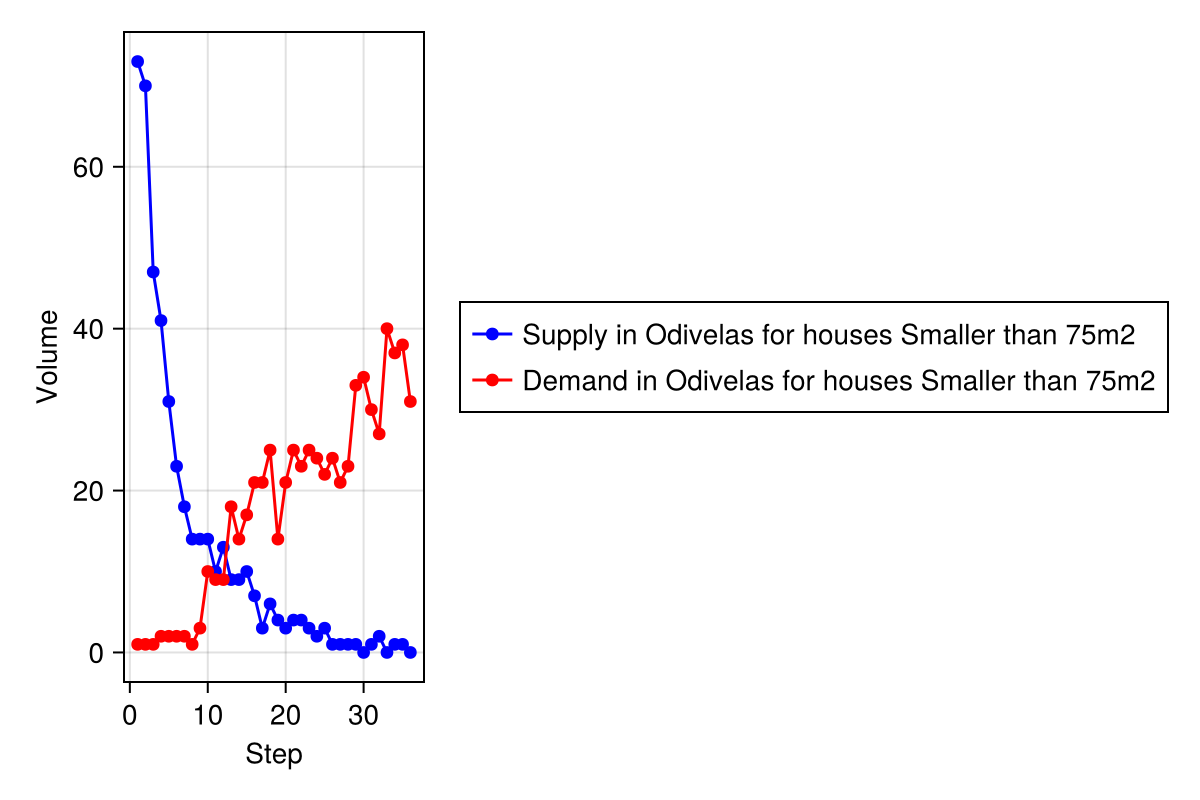 60
40
20
0
Volume
0 10 20 30
Step
Supply in Odivelas for houses Smaller than 75m2
Demand in Odivelas for houses Smaller than 75m2